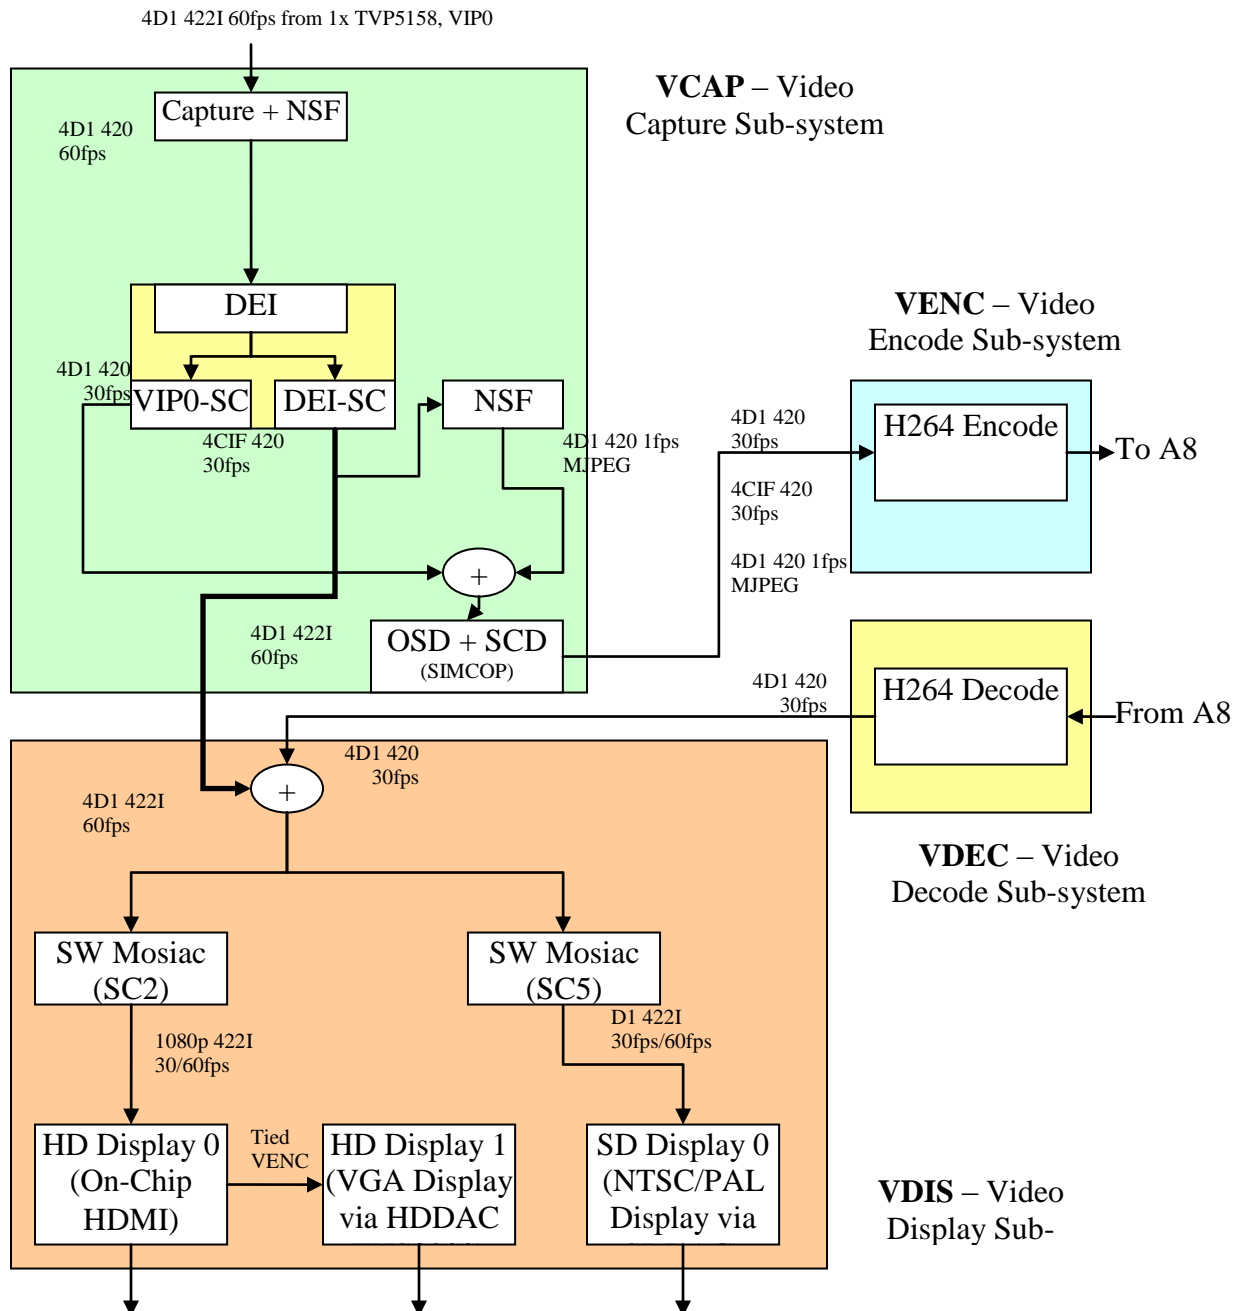 4D1 422I 60fps from 1x TVP5158, VIP0
VCAP – Video
Capture Sub-system
Capture + NSF
4D1 420
60fps
DEI
4D1 420
30fps
VIP0-SC
DEI-SC
NSF
4CIF 420
30fps
4D1 420 1fps
MJPEG
+
4D1 422I
60fps
OSD + SCD
(SIMCOP)
VENC – Video
Encode Sub-system
4D1 420
30fps
H264 Encode
To A8
4CIF 420
30fps
4D1 420 1fps
MJPEG
4D1 420
30fps
H264 Decode
From A8
VDEC – Video
Decode Sub-system
4D1 420
30fps
+
4D1 422I
60fps
SW Mosiac
(SC2)
SW Mosiac
(SC5)
1080p 422I
30/60fps
D1 422I
30fps/60fps
HD Display 0
(On-Chip
HDMI)
Tied
VENC
HD Display 1
(VGA Display
via HDDAC
SD Display 0
(NTSC/PAL
Display via
VDIS – Video
Display Sub-